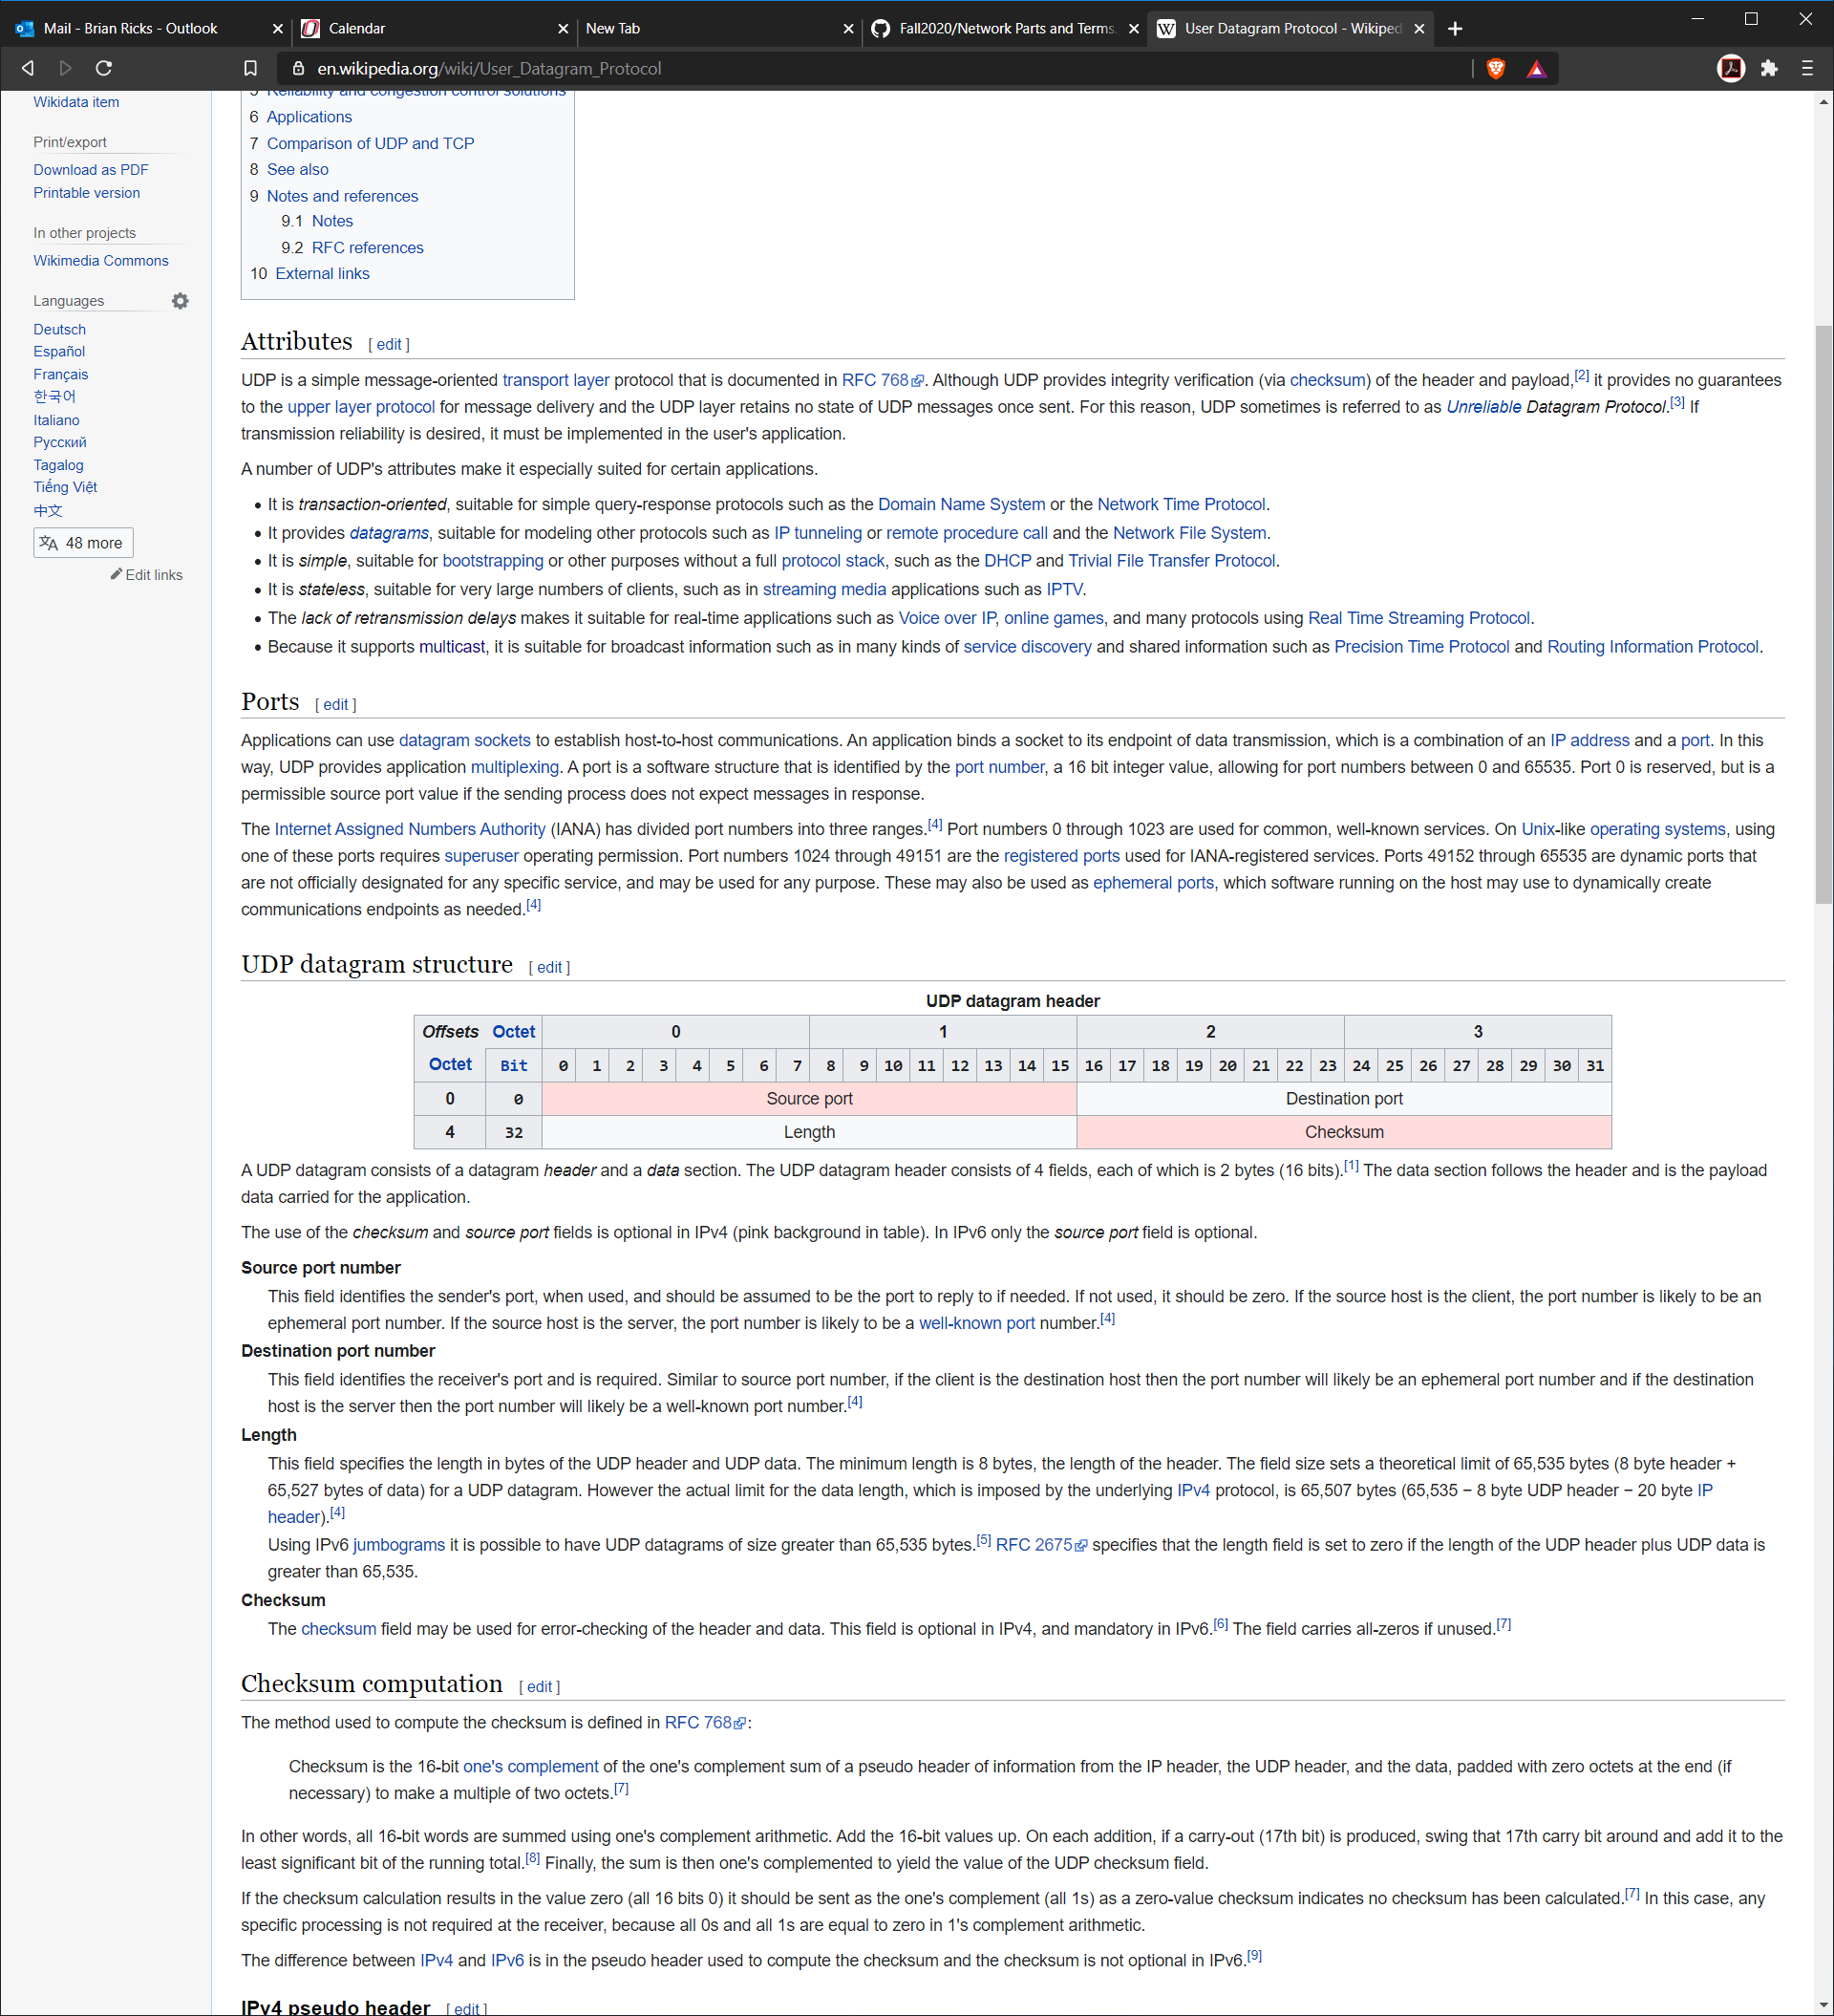 Mail - Brian Ricks - Outlook
Calendar
New Tab
Fall2020/Network Parts and Terms.
User Datagram Protocol - Wikiped
en.wikipedia.org/wiki/User_Datagram_Protocol
Wikidata item
Print/export
Download as PDF
Printable version
In other projects
Wikimedia Commons
Languages
Deutsch
Español
Français
한국어
Italiano
Русский
Tagalog
Tiếng Việt
中文
48 more
Edit links
5 Reliability and congestion control solutions
6 Applications
7 Comparison of UDP and TCP
8 See also
9 Notes and references
9.1 Notes
9.2 RFC references
10 External links
Attributes [ edit ]
UDP is a simple message-oriented transport layer protocol that is documented in RFC 768. Although UDP provides integrity verification (via checksum) of the header and payload,[2] it provides no guarantees
to the upper layer protocol for message delivery and the UDP layer retains no state of UDP messages once sent. For this reason, UDP sometimes is referred to as Unreliable Datagram Protocol.[3] If
transmission reliability is desired, it must be implemented in the user's application.
A number of UDP's attributes make it especially suited for certain applications.
• It is transaction-oriented, suitable for simple query-response protocols such as the Domain Name System or the Network Time Protocol.
• It provides datagrams, suitable for modeling other protocols such as IP tunneling or remote procedure call and the Network File System.
• It is simple, suitable for bootstrapping or other purposes without a full protocol stack, such as the DHCP and Trivial File Transfer Protocol.
• It is stateless, suitable for very large numbers of clients, such as in streaming media applications such as IPTV.
• The lack of retransmission delays makes it suitable for real-time applications such as Voice over IP, online games, and many protocols using Real Time Streaming Protocol.
• Because it supports multicast, it is suitable for broadcast information such as in many kinds of service discovery and shared information such as Precision Time Protocol and Routing Information Protocol.
Ports [ edit ]
Applications can use datagram sockets to establish host-to-host communications. An application binds a socket to its endpoint of data transmission, which is a combination of an IP address and a port. In this
way, UDP provides application multiplexing. A port is a software structure that is identified by the port number, a 16 bit integer value, allowing for port numbers between 0 and 65535. Port 0 is reserved, but is a
permissible source port value if the sending process does not expect messages in response.
The Internet Assigned Numbers Authority (IANA) has divided port numbers into three ranges.[4] Port numbers 0 through 1023 are used for common, well-known services. On Unix-like operating systems, using
one of these ports requires superuser operating permission. Port numbers 1024 through 49151 are the registered ports used for IANA-registered services. Ports 49152 through 65535 are dynamic ports that
are not officially designated for any specific service, and may be used for any purpose. These may also be used as ephemeral ports, which software running on the host may use to dynamically create
communications endpoints as needed.[4]
UDP datagram structure [ edit ]
UDP datagram header
Offsets Octet 0 1 2 3
Octet Bit 0 1 2 3 4 5 6 7 8 9 10 11 12 13 14 15 16 17 18 19 20 21 22 23 24 25 26 27 28 29 30 31
0 0 Source port Destination port
4 32 Length Checksum
A UDP datagram consists of a datagram header and a data section. The UDP datagram header consists of 4 fields, each of which is 2 bytes (16 bits).[1] The data section follows the header and is the payload
data carried for the application.
The use of the checksum and source port fields is optional in IPv4 (pink background in table). In IPv6 only the source port field is optional.
Source port number
This field identifies the sender's port, when used, and should be assumed to be the port to reply to if needed. If not used, it should be zero. If the source host is the client, the port number is likely to be an
ephemeral port number. If the source host is the server, the port number is likely to be a well-known port number.[4]
Destination port number
This field identifies the receiver's port and is required. Similar to source port number, if the client is the destination host then the port number will likely be an ephemeral port number and if the destination
host is the server then the port number will likely be a well-known port number.[4]
Length
This field specifies the length in bytes of the UDP header and UDP data. The minimum length is 8 bytes, the length of the header. The field size sets a theoretical limit of 65,535 bytes (8 byte header +
65,527 bytes of data) for a UDP datagram. However the actual limit for the data length, which is imposed by the underlying IPv4 protocol, is 65,507 bytes (65,535 − 8 byte UDP header − 20 byte IP
header).[4]
Using IPv6 jumbograms it is possible to have UDP datagrams of size greater than 65,535 bytes.[5] RFC 2675 specifies that the length field is set to zero if the length of the UDP header plus UDP data is
greater than 65,535.
Checksum
The checksum field may be used for error-checking of the header and data. This field is optional in IPv4, and mandatory in IPv6.[6] The field carries all-zeros if unused.[7]
Checksum computation [ edit ]
The method used to compute the checksum is defined in RFC 768:
Checksum is the 16-bit one's complement of the one's complement sum of a pseudo header of information from the IP header, the UDP header, and the data, padded with zero octets at the end (if
necessary) to make a multiple of two octets.[7]
In other words, all 16-bit words are summed using one's complement arithmetic. Add the 16-bit values up. On each addition, if a carry-out (17th bit) is produced, swing that 17th carry bit around and add it to the
least significant bit of the running total.[8] Finally, the sum is then one's complemented to yield the value of the UDP checksum field.
If the checksum calculation results in the value zero (all 16 bits 0) it should be sent as the one's complement (all 1s) as a zero-value checksum indicates no checksum has been calculated.[7] In this case, any
specific processing is not required at the receiver, because all 0s and all 1s are equal to zero in 1's complement arithmetic.
The difference between IPv4 and IPv6 is in the pseudo header used to compute the checksum and the checksum is not optional in IPv6.[9]
IPv4 pseudo header [ edit ]